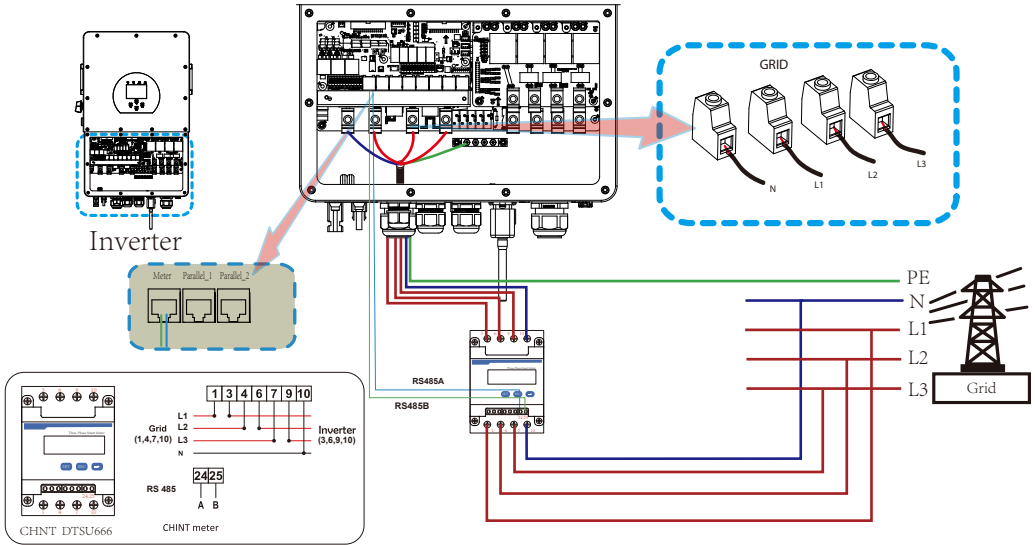 GRID
N
L1
L2
L3
Inverter
Meter Parallel_1 Parallel_2
PE
N
L1
L2
L3
Grid
RS485A
RS485B
1 3 4 6 7 9 10
L1
L2
L3
N
Grid
(1,4,7,10)
Inverter
(3,6,9,10)
24 25
RS 485
A B
CHNT DTSU666
CHINT meter